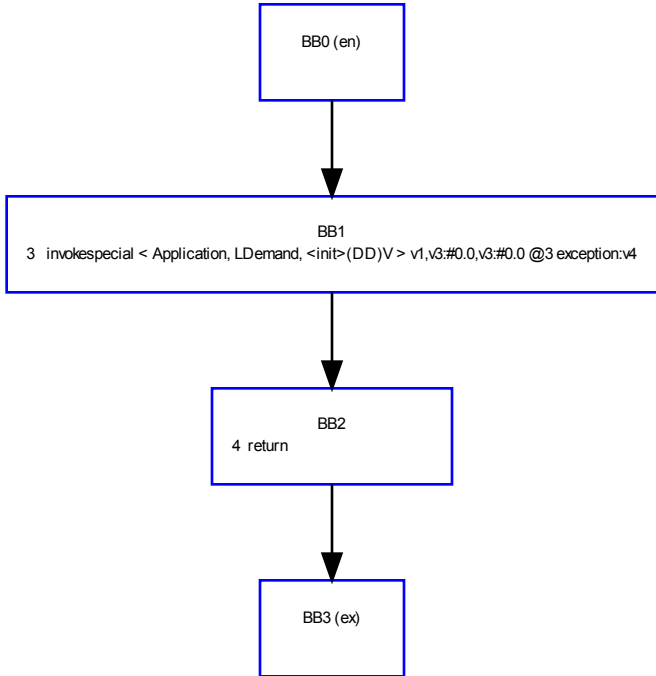 BB0 (en)
BB1
3 invokespecial < Application, LDemand, <init>(DD)V > v1,v3:#0.0,v3:#0.0 @3 exception:v4
BB2
4 return
BB3 (ex)